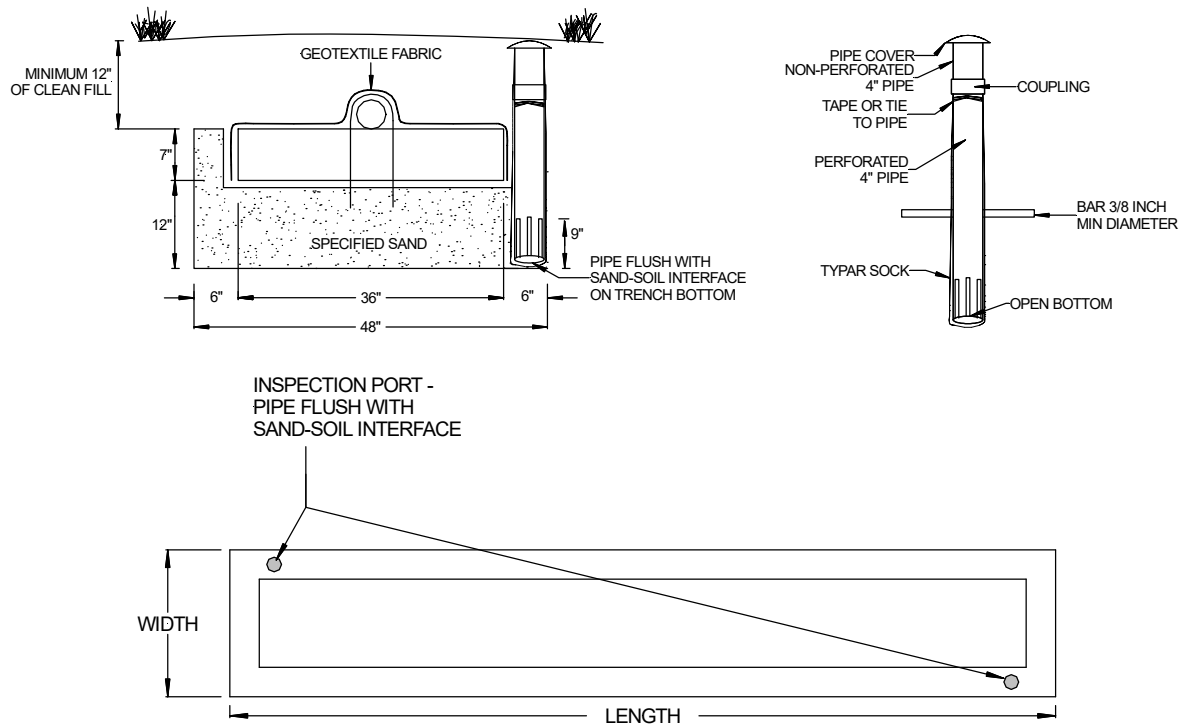 GEOTEXTILE FABRIC
MINIMUM 12"
OF CLEAN FILL
7"
12"
SPECIFIED SAND
9"
PIPE FLUSH WITH
SAND-SOIL INTERFACE
ON TRENCH BOTTOM
6"
36"
6"
48"
PIPE COVER
NON-PERFORATED
4" PIPE
COUPLING
TAPE OR TIE
TO PIPE
PERFORATED
4" PIPE
BAR 3/8 INCH
MIN DIAMETER
TYPAR SOCK
OPEN BOTTOM
INSPECTION PORT -
PIPE FLUSH WITH
SAND-SOIL INTERFACE
WIDTH
LENGTH